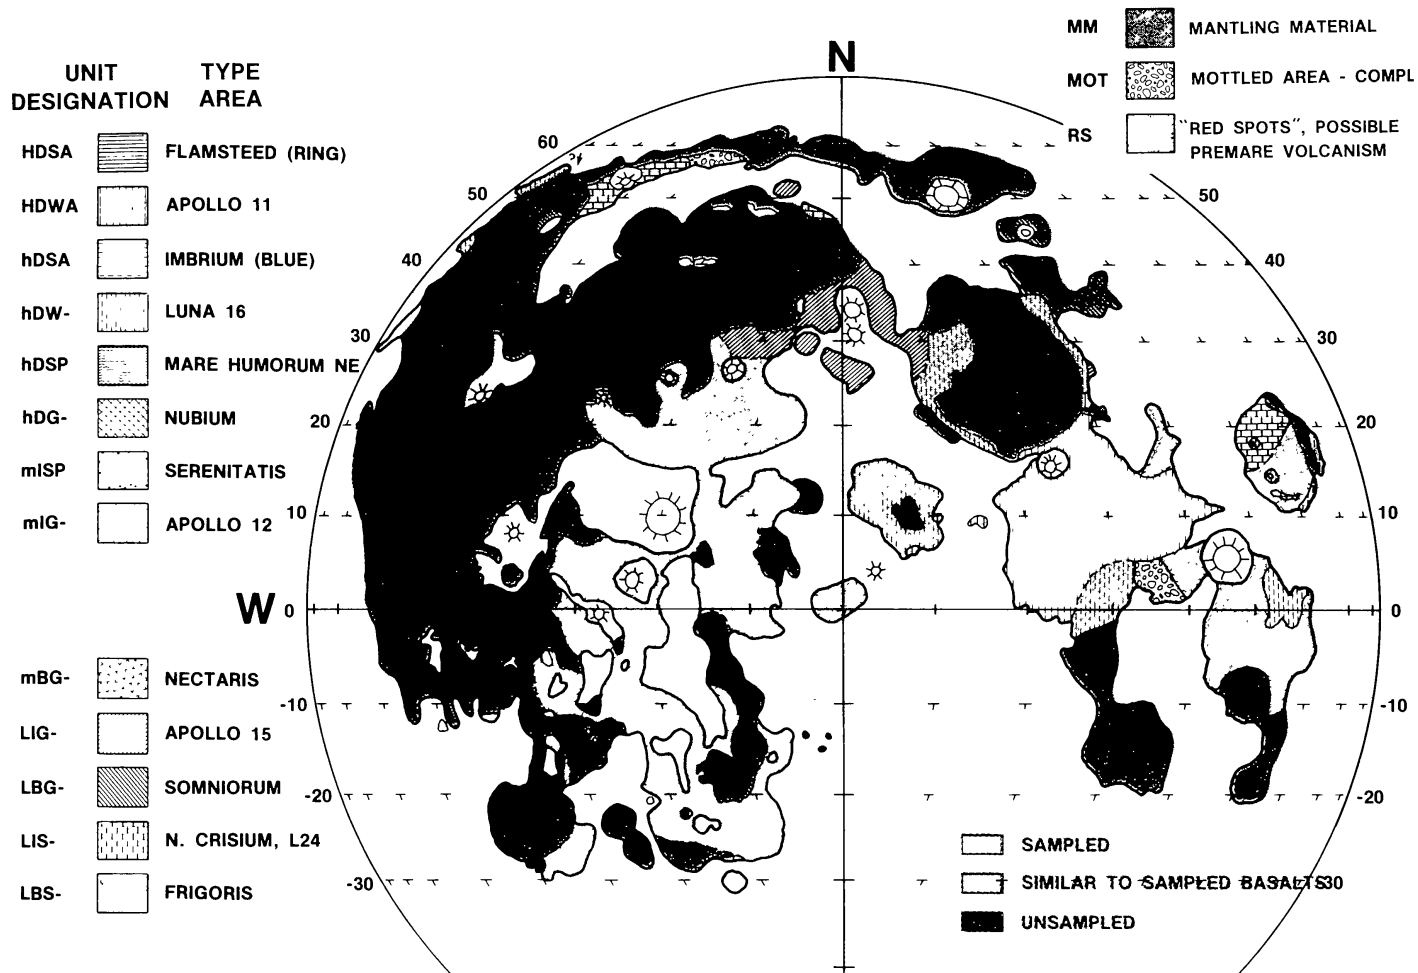 UNIT TYPE
DESIGNATION AREA
HDSA FLAMSTEED (RING)
HDWA APOLLO 11
hDSA IMBRIUM (BLUE)
hDW- LUNA 16
hDSP MARE HUMORUM NE
hDG- NUBIUM
mISP SERENITATIS
mIG- APOLLO 12
mBG- NECTARIS
LIG- APOLLO 15
LBG- SOMNIORUM
LIS- N. CRISIUM, L24
LBS- FRIGORIS
MM MANTLING MATERIAL
MOT MOTTLED AREA - COMPL
RS "RED SPOTS", POSSIBLE
PREMARE VOLCANISM
N
60
50 50
40 40
30 30
20 20
10 10
W 0 0
-10 -10
-20 -20
-30 -30
SAMPLED
SIMILAR TO SAMPLED BASALTS
UNSAMPLED